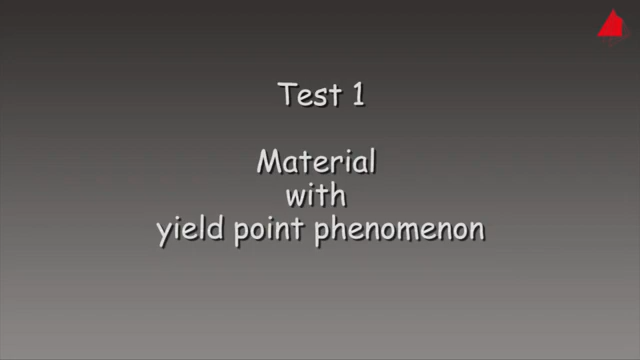 Test 1
Material
with
yield point phenomenon